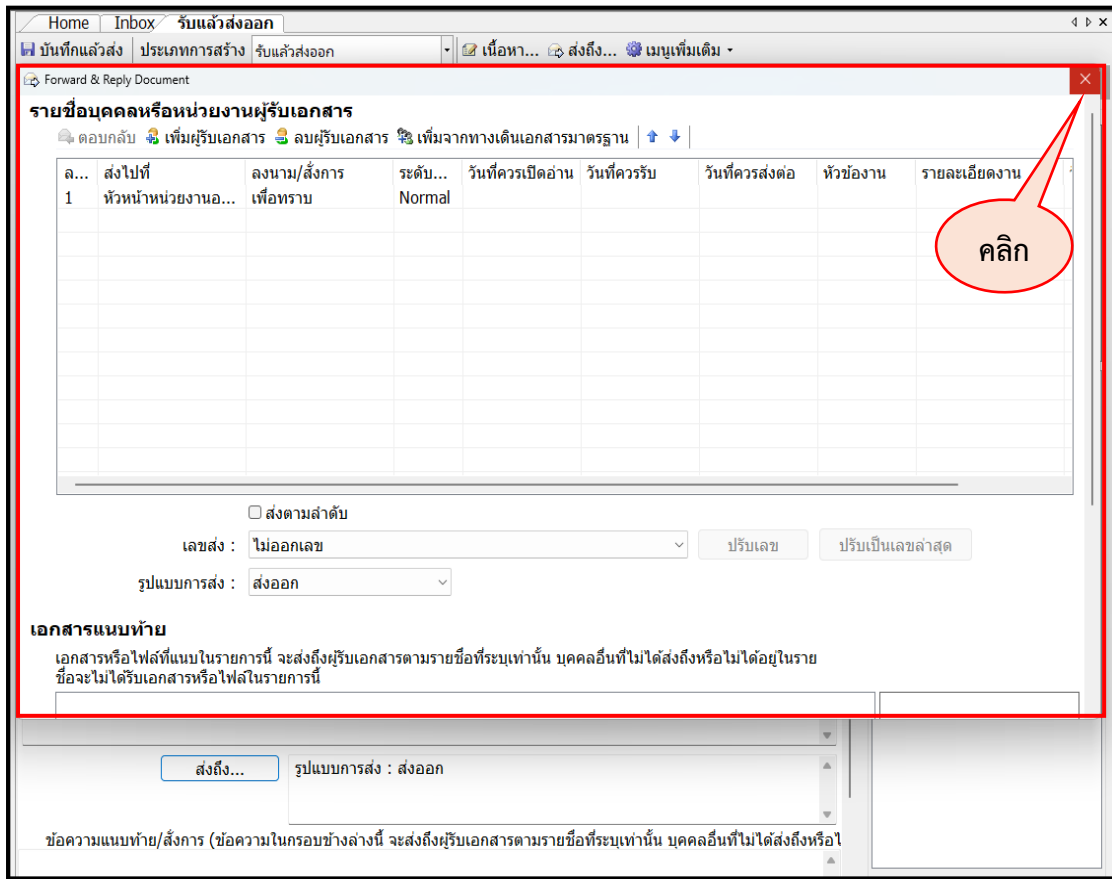 Home Inbox รับแล้วส่งออก
บันทึกแล้วส่ง ประเภทการสร้าง รับแล้วส่งออก เนื้อหา... ส่งถึง... เมนูเพิ่มเติม
Forward & Reply Document
รายชื่อบุคคลหรือหน่วยงานผู้รับเอกสาร
ตอบกลับ เพิ่มผู้รับเอกสาร ลบผู้รับเอกสาร เพิ่มจากทางเดินเอกสารมาตรฐาน
ล... ส่งไปที่ ลงนาม/สั่งการ ระดับ... วันที่ควรเปิดอ่าน วันที่ควรรับ วันที่ควรส่งต่อ หัวข้องาน รายละเอียดงาน
1 หัวหน้าหน่วยงานอ... เพื่อทราบ Normal
คลิก
ส่งตามลำดับ
เลขส่ง : ไม่ออกเลข ปรับเลข ปรับเป็นเลขล่าสุด
รูปแบบการส่ง : ส่งออก
เอกสารแนบท้าย
เอกสารหรือไฟล์ที่แนบในรายการนี้ จะส่งถึงผู้รับเอกสารตามรายชื่อที่ระบุเท่านั้น บุคคลอื่นที่ไม่ได้ส่งถึงหรือไม่ได้อยู่ในราย
ชื่อจะไม่ได้รับเอกสารหรือไฟล์ในรายการนี้
ส่งถึง... รูปแบบการส่ง : ส่งออก
ข้อความแนบท้าย/สั่งการ (ข้อความในกรอบข้างล่างนี้ จะส่งถึงผู้รับเอกสารตามรายชื่อที่ระบุเท่านั้น บุคคลอื่นที่ไม่ได้ส่งถึงหรือไ